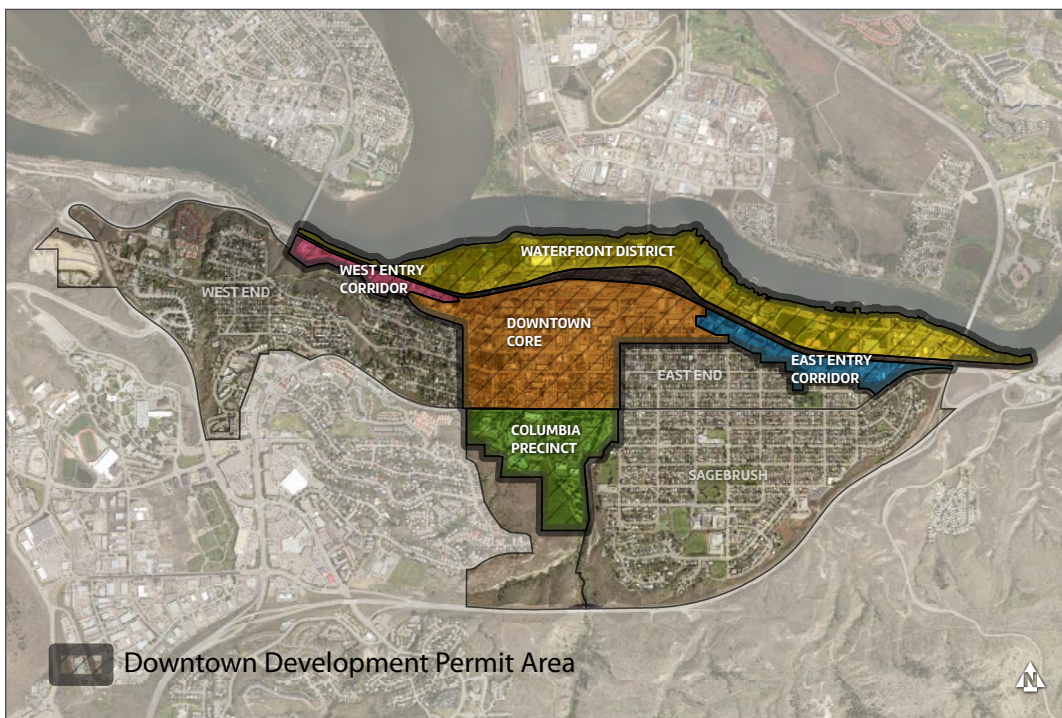 WATERFRONT DISTRICT
WEST ENTRY
CORRIDOR
WEST END
DOWNTOWN
CORE
EAST ENTRY
CORRIDOR
EAST END
COLUMBIA
PRECINCT
SAGEBRUSH
Downtown Development Permit Area
N